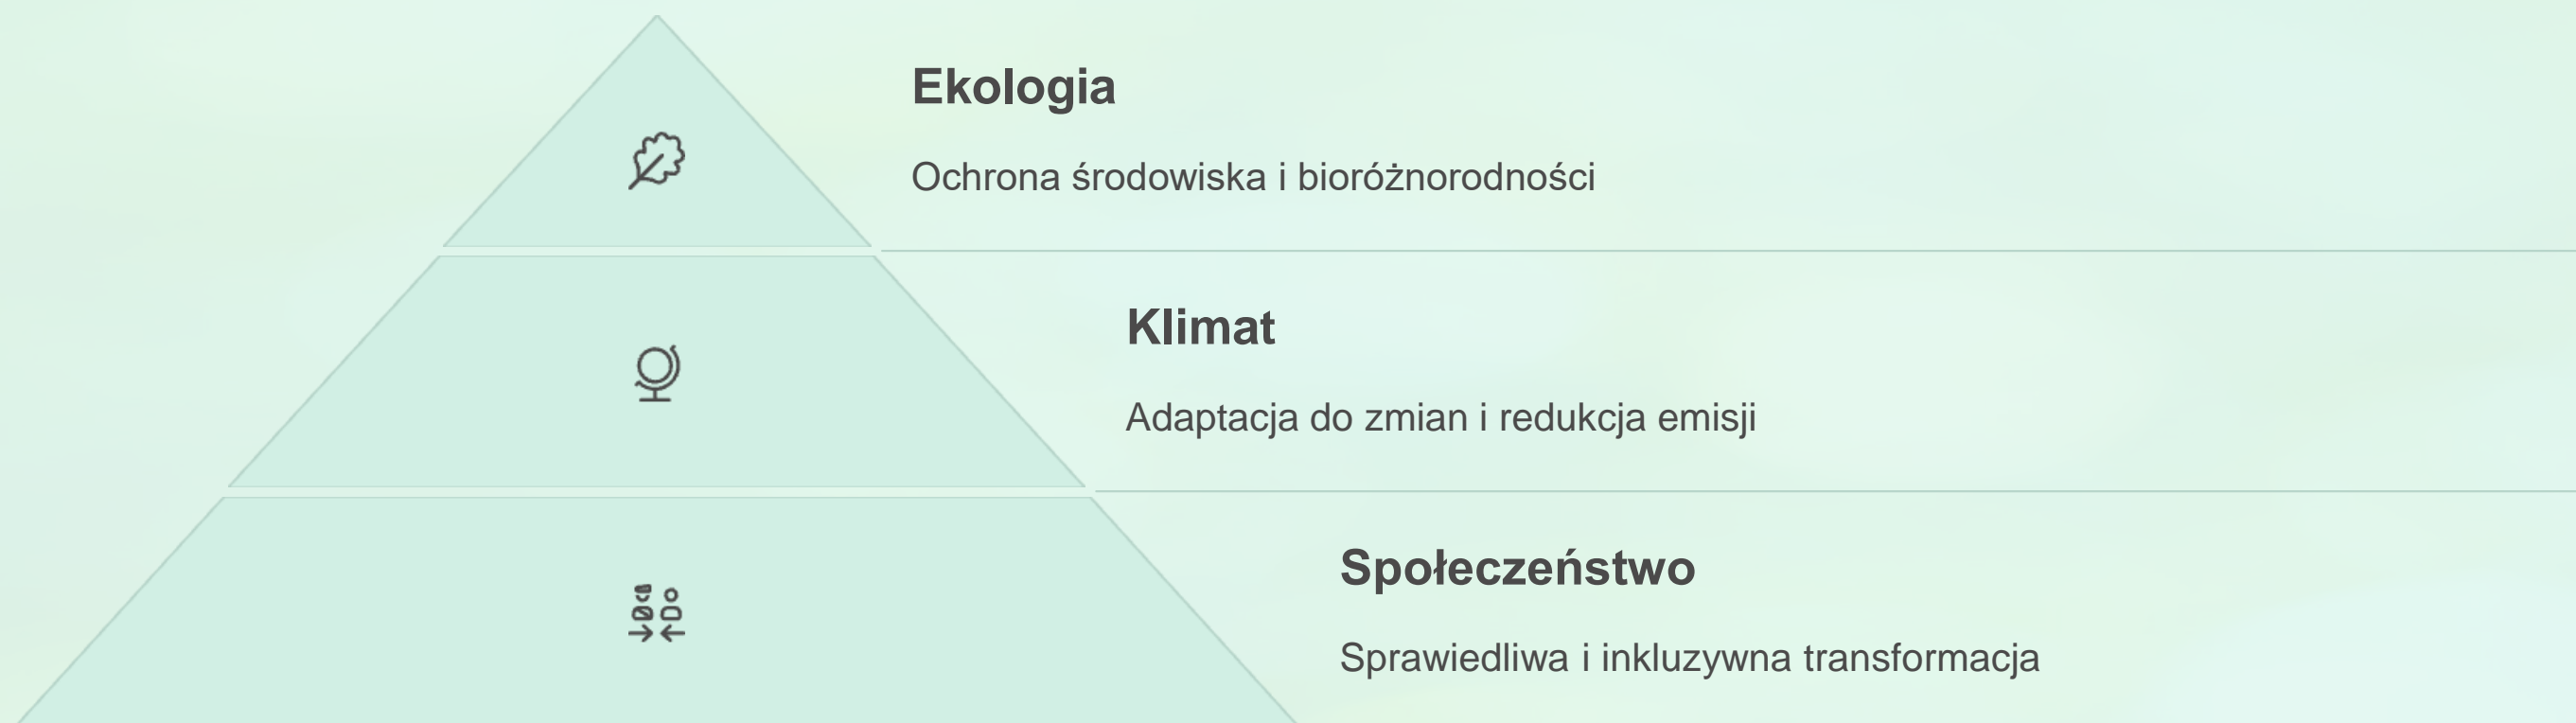 Ekologia
Ochrona środowiska i bioróżnorodności
Klimat
Adaptacja do zmian i redukcja emisji
Społeczeństwo
Sprawiedliwa i inkluzywna transformacja